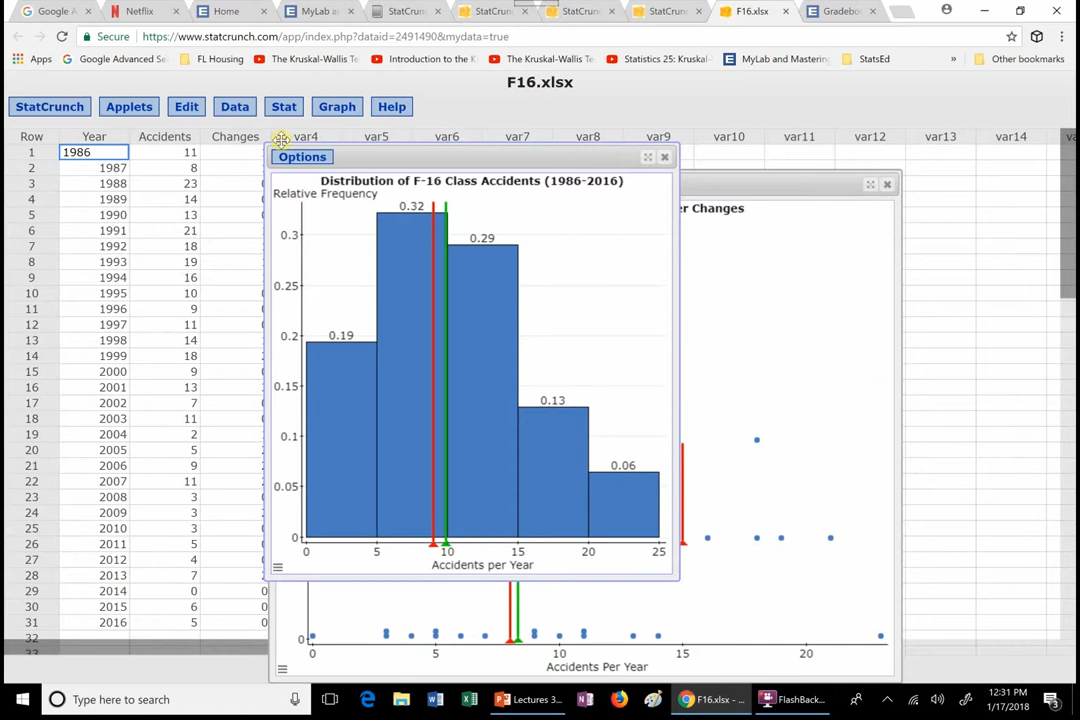 Google A
Netflix
Home
MyLab a
StatCrun
StatCrun
StatCrun
StatCrun
F16.xlsx
Gradebo
Secure https://www.statcrunch.com/app/index.php?dataid=2491490&mydata=true
Apps Google Advanced Se FL Housing The Kruskal-Wallis Te Introduction to the K The Kruskal-Wallis Te Statistics 25: Kruskal- MyLab and Mastering StatsEd » Other bookmarks
F16.xlsx
StatCrunch Applets Edit Data Stat Graph Help
Row Year Accidents Changes var4 var5 var6 var7 var8 var9 var10 var11 var12 var13 var14 va
1 1986 11
2 1987 8
3 1988 23
4 1989 14
5 1990 13
6 1991 21
7 1992 18
8 1993 19
9 1994 16
10 1995 10
11 1996 9
12 1997 11
13 1998 14
14 1999 18
15 2000 9
16 2001 13
17 2002 7
18 2003 11
19 2004 2
20 2005 5
21 2006 9
22 2007 11
23 2008 3
24 2009 3
25 2010 3
26 2011 5
27 2012 4
28 2013 7
29 2014 0
30 2015 6
31 2016 5
32
33
Options
Distribution of F-16 Class Accidents (1986-2016)
Relative Frequency
0.3
0.25
0.2
0.15
0.1
0.05
0
0.19
0.32
0.29
0.13
0.06
0 5 10 15 20 25
Accidents per Year
er Changes
0
0 5 10 15 20
Accidents Per Year
Type here to search
Lectures 3...
F16.xlsx - ...
FlashBack...
12:31 PM
1/17/2018
3